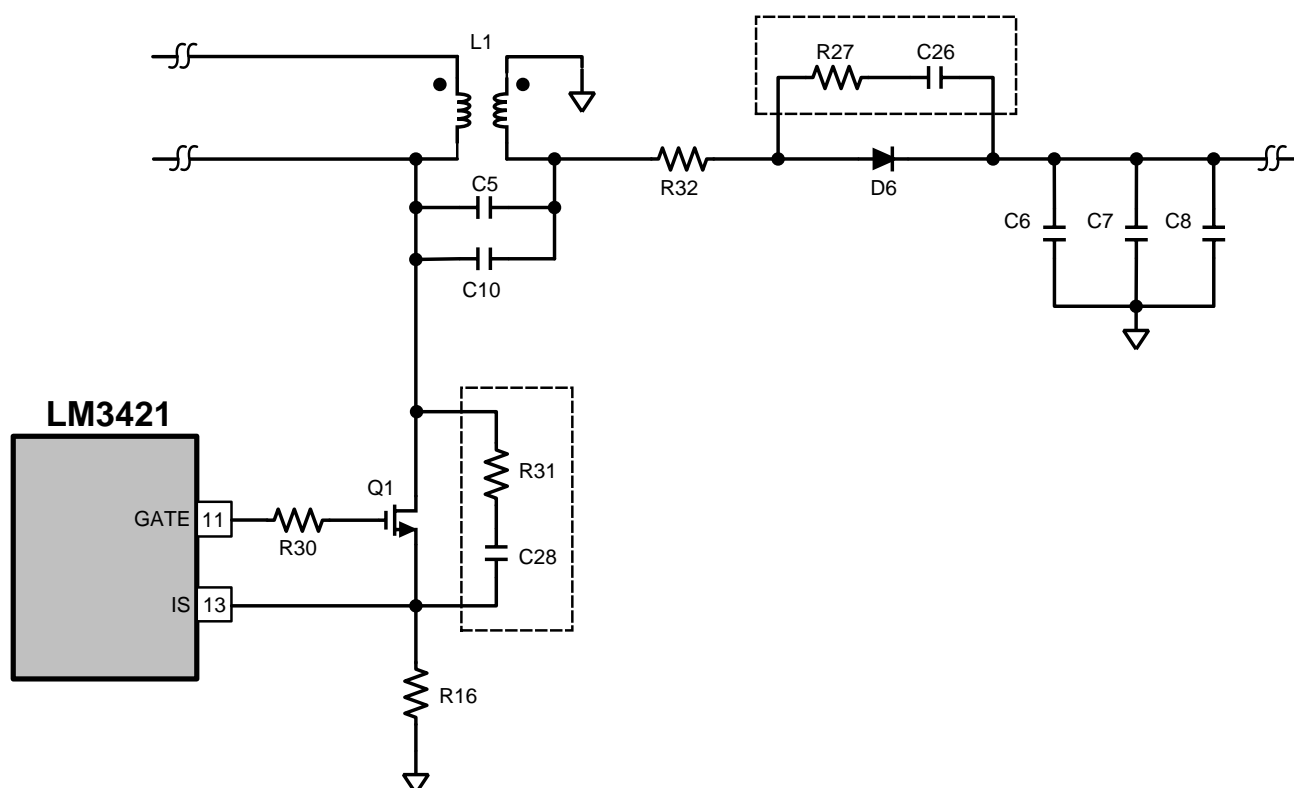 L1
R27
C26
C5
R32
D6
C6
C7
C8
C10
LM3421
Q1
R31
GATE
11
R30
C28
IS
13
R16